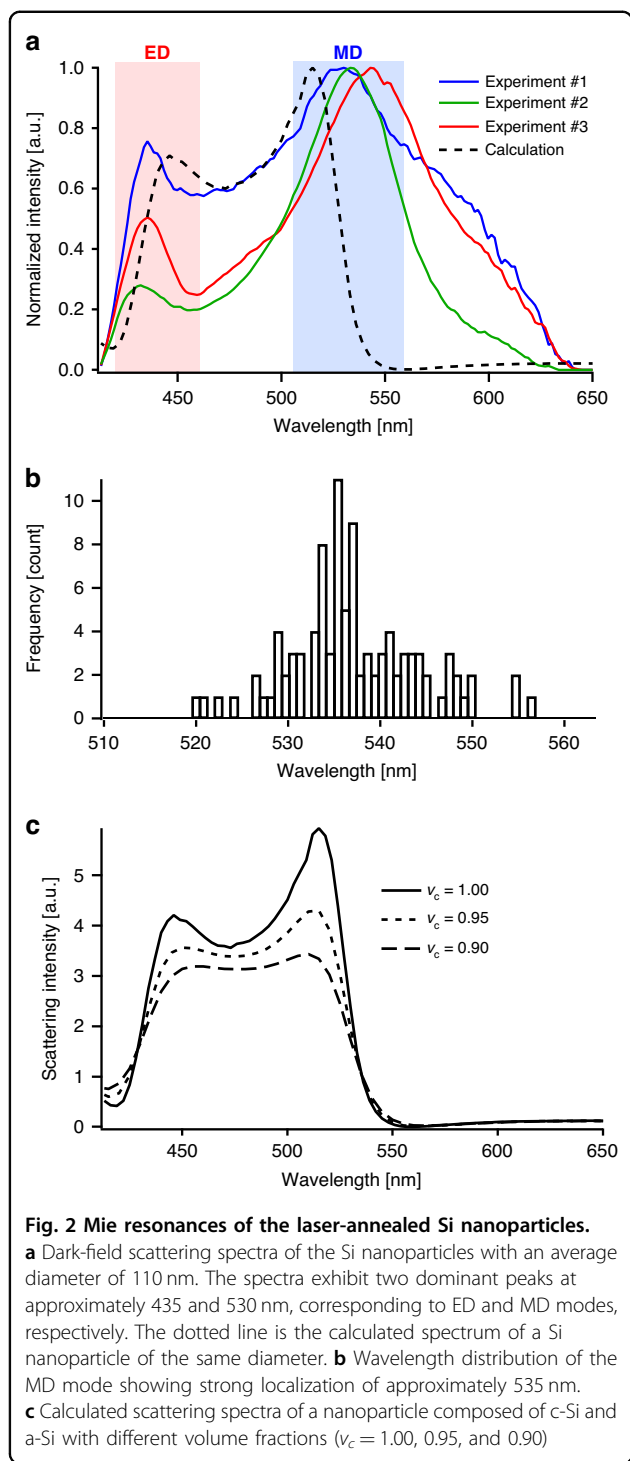 a
ED
MD
1.0
0.8
0.6
0.4
0.2
0.0
Normalized intensity [a.u.]
Experiment #1
Experiment #2
Experiment #3
Calculation
450
500
550
600
650
Wavelength [nm]
b
10
8
6
4
2
0
Frequency [count]
510
520
530
540
550
560
Wavelength [nm]
c
5
4
3
2
1
0
Scattering intensity [a.u.]
v_c = 1.00
v_c = 0.95
v_c = 0.90
450
500
550
600
650
Wavelength [nm]
Fig. 2 Mie resonances of the laser-annealed Si nanoparticles.
a Dark-field scattering spectra of the Si nanoparticles with an average
diameter of 110 nm. The spectra exhibit two dominant peaks at
approximately 435 and 530 nm, corresponding to ED and MD modes,
respectively. The dotted line is the calculated spectrum of a Si
nanoparticle of the same diameter. b Wavelength distribution of the
MD mode showing strong localization of approximately 535 nm.
c Calculated scattering spectra of a nanoparticle composed of c-Si and
a-Si with different volume fractions (v_c = 1.00, 0.95, and 0.90)